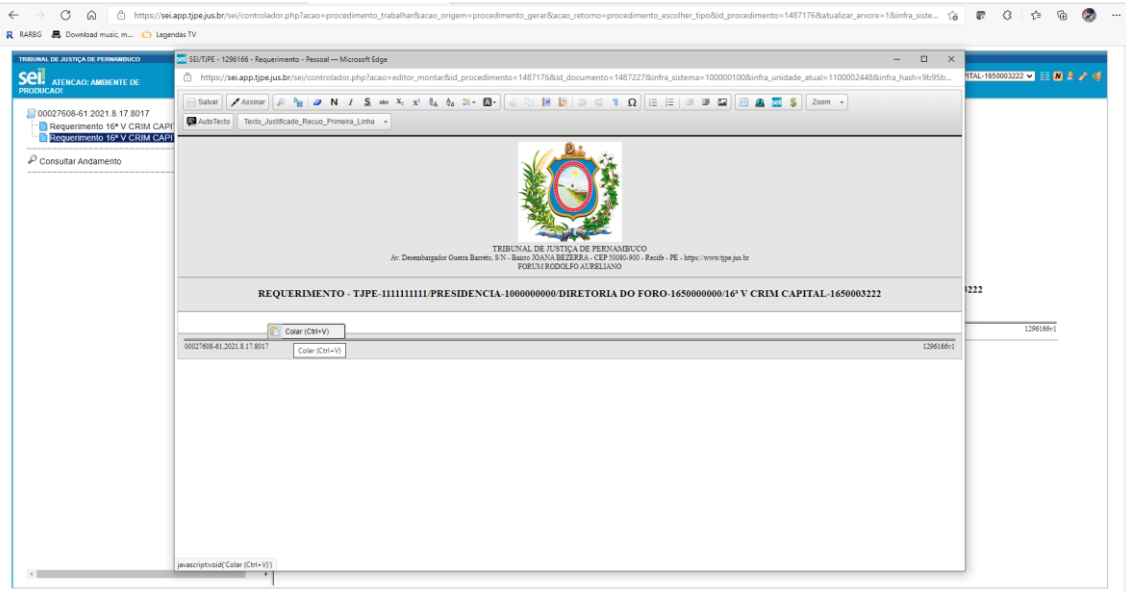 https://sei.app.tjpe.jus.br/sei/controlador.php?acao=procedimento_trabalhar&acao_origem=procedimento_gerar&acao_retorno=procedimento_escolher_tipo&id_procedimento=1487176&atualizar_arvore=1&infra_siste...
RARBG Download music, m... Legendas TV
TRIBUNAL DE JUSTIÇA DE PERNAMBUCO
sei. ATENCAO: AMBIENTE DE
PRODUCAO!
00027608-61.2021.8.17.8017
Requerimento 16ª V CRIM CAPI
Requerimento 16ª V CRIM CAPI
Consultar Andamento
SEI/TJPE - 1296166 - Requerimento - Pessoal — Microsoft Edge
https://sei.app.tjpe.jus.br/sei/controlador.php?acao=editor_montar&id_procedimento=1487176&id_documento=1487227&infra_sistema=100000100&infra_unidade_atual=1100002448&infra_hash=9b95b...
ITAL-1650003222
Salvar Assinar N I S abc Zoom
AutoTexto Texto_Justificado_Recuo_Primeira_Linha
TRIBUNAL DE JUSTIÇA DE PERNAMBUCO
Av. Desembargador Guerra Barreto, S/N - Bairro JOANA BEZERRA - CEP 50080-900 - Recife - PE - https://www.tjpe.jus.br
FORUM RODOLFO AURELIANO
REQUERIMENTO - TJPE-1111111111/PRESIDENCIA-1000000000/DIRETORIA DO FORO-1650000000/16ª V CRIM CAPITAL-1650003222
3222
Colar (Ctrl+V)
1296166v1
00027608-61.2021.8.17.8017
Colar (Ctrl+V)
1296166v1
javascript:void('Colar (Ctrl+V)')